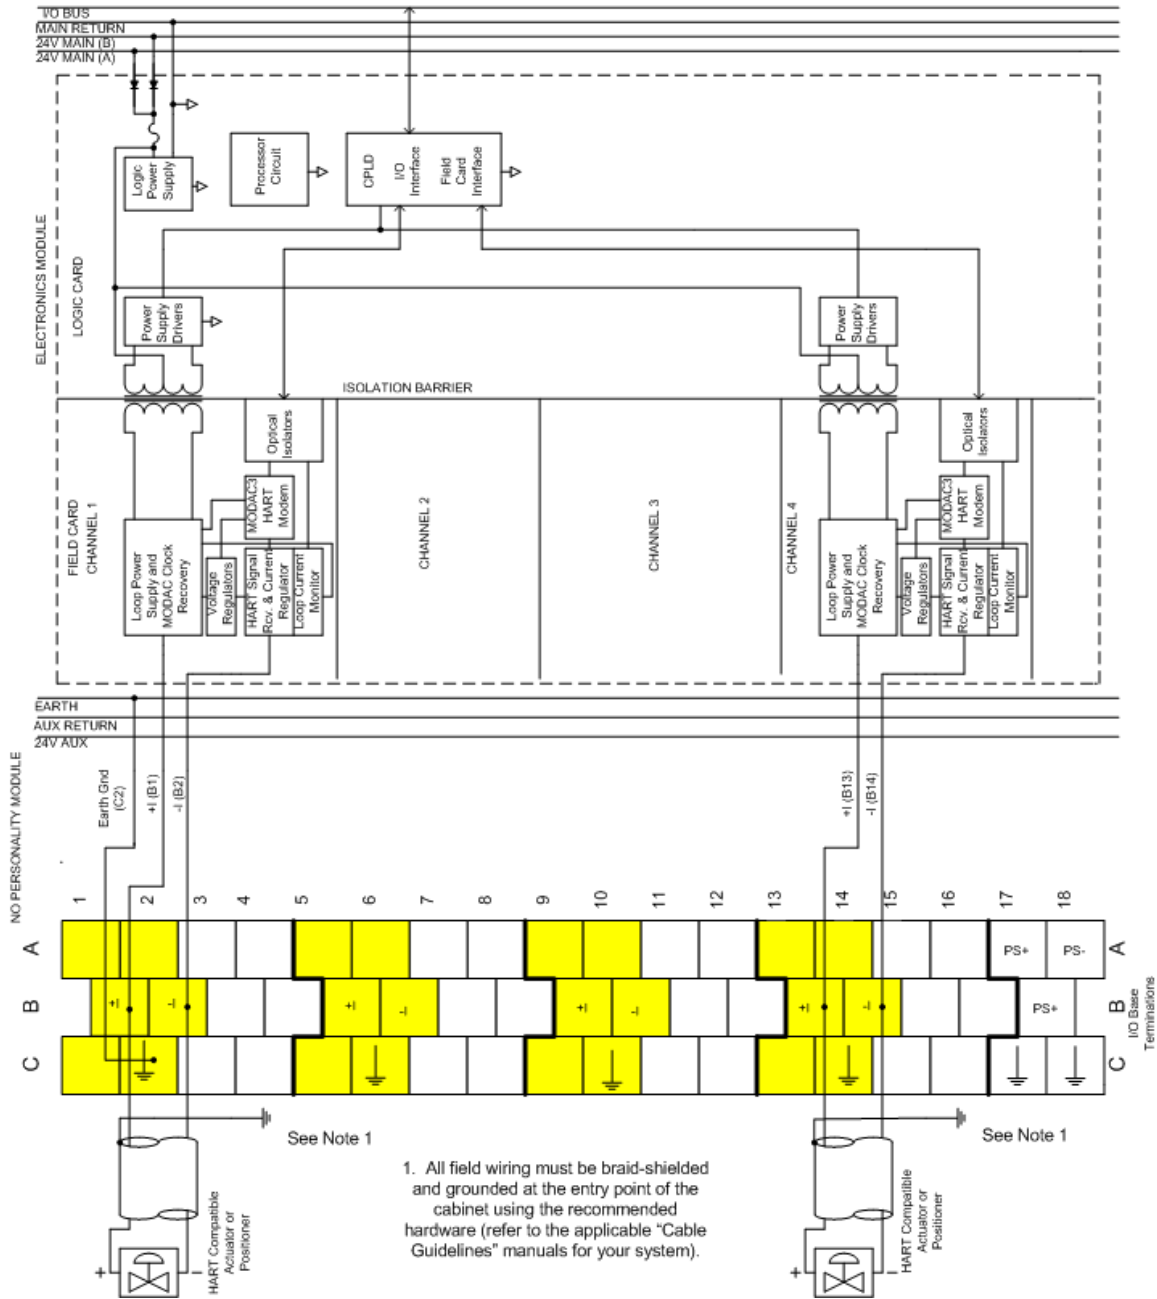 I/O BUS
MAIN RETURN
24V MAIN (B)
24V MAIN (A)
ELECTRONICS MODULE
LOGIC CARD
Logic
Power
Supply
Processor
Circuit
CPLD
I/O
Interface
Field
Card
Interface
Power
Supply
Drivers
Power
Supply
Drivers
ISOLATION BARRIER
FIELD CARD
CHANNEL 1
Optical
Isolators
MODAC3
HART
Modem
Loop Power
Supply and
MODAC Clock
Recovery
Voltage
Regulators
HART Signal
Rcv. & Current
Regulator
Loop Current
Monitor
CHANNEL 2
CHANNEL 3
CHANNEL 4
Optical
Isolators
MODAC3
HART
Modem
Loop Power
Supply and
MODAC Clock
Recovery
Voltage
Regulators
HART Signal
Rcv. & Current
Regulator
Loop Current
Monitor
EARTH
AUX RETURN
24V AUX
NO PERSONALITY MODULE
Earth Gnd
(C2)
+I (B1)
-I (B2)
+I (B13)
-I (B14)
1 2 3 4 5 6 7 8 9 10 11 12 13 14 15 16 17 18
A PS+ PS- A
B +I -I +I -I +I -I +I -I PS+ B
C C
I/O Base
Terminations
See Note 1
See Note 1
1. All field wiring must be braid-shielded
and grounded at the entry point of the
cabinet using the recommended
hardware (refer to the applicable “Cable
Guidelines” manuals for your system).
+ -
HART Compatible
Actuator or
Positioner
+ -
HART Compatible
Actuator or
Positioner